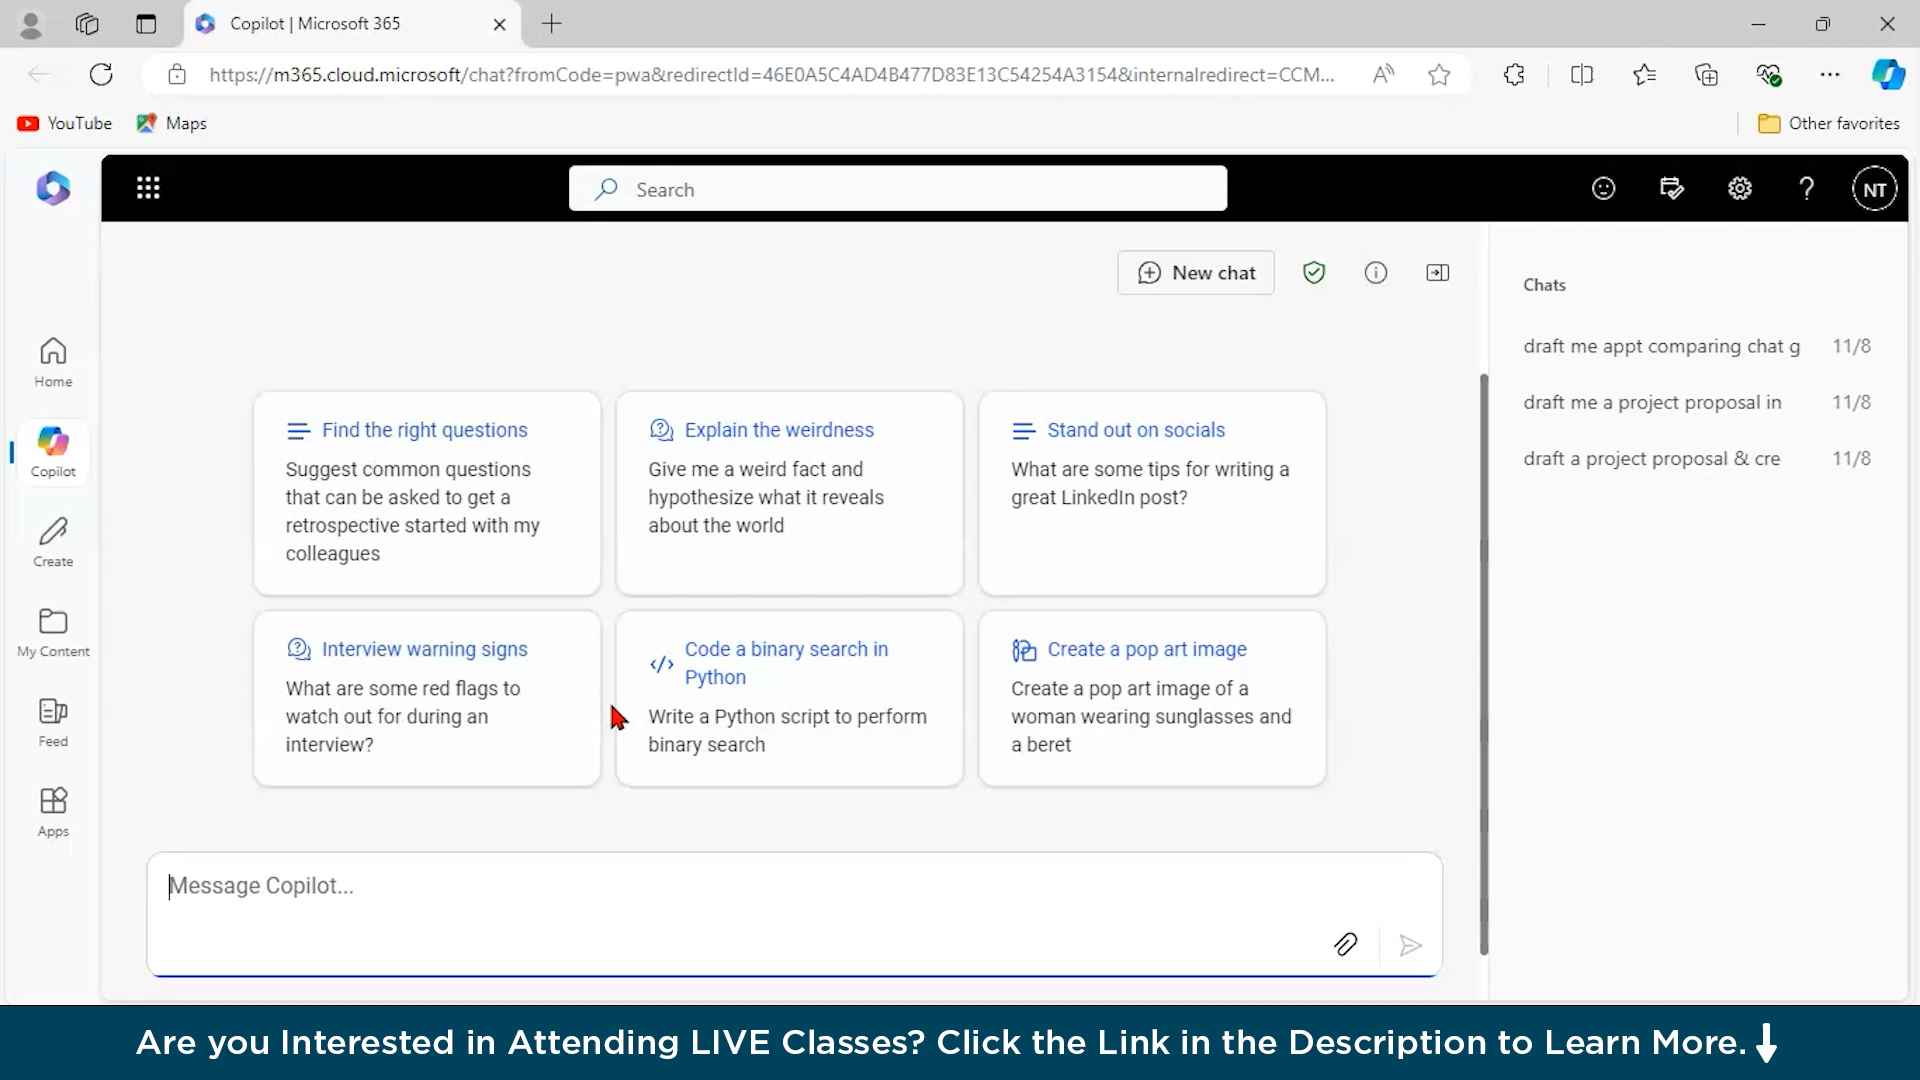 Copilot | Microsoft 365
https://m365.cloud.microsoft/chat?fromCode=pwa&redirectId=46E0A5C4AD4B477D83E13C54254A3154&internalredirect=CCM...
YouTube
Maps
Other favorites
Search
NT
New chat
Chats
draft me appt comparing chat g 11/8
draft me a project proposal in 11/8
draft a project proposal & cre 11/8
Home
Copilot
Create
My Content
Feed
Apps
Find the right questions
Suggest common questions
that can be asked to get a
retrospective started with my
colleagues
Explain the weirdness
Give me a weird fact and
hypothesize what it reveals
about the world
Stand out on socials
What are some tips for writing a
great LinkedIn post?
Interview warning signs
What are some red flags to
watch out for during an
interview?
Code a binary search in
Python
Write a Python script to perform
binary search
Create a pop art image
Create a pop art image of a
woman wearing sunglasses and
a beret
Message Copilot...
Are you Interested in Attending LIVE Classes? Click the Link in the Description to Learn More.